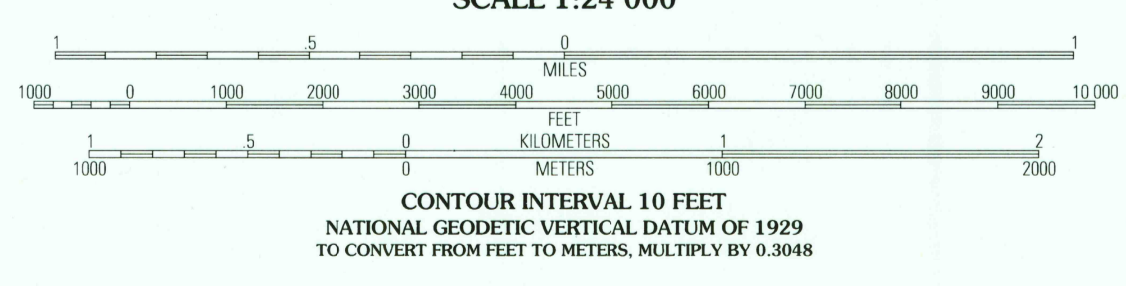 SCALE 1:24 000
1 .5 0 1
MILES
1000 0 1000 2000 3000 4000 5000 6000 7000 8000 9000 10 000
FEET
1 .5 0 KILOMETERS 1 2
1000 0 METERS 1000 2000
CONTOUR INTERVAL 10 FEET
NATIONAL GEODETIC VERTICAL DATUM OF 1929
TO CONVERT FROM FEET TO METERS, MULTIPLY BY 0.3048